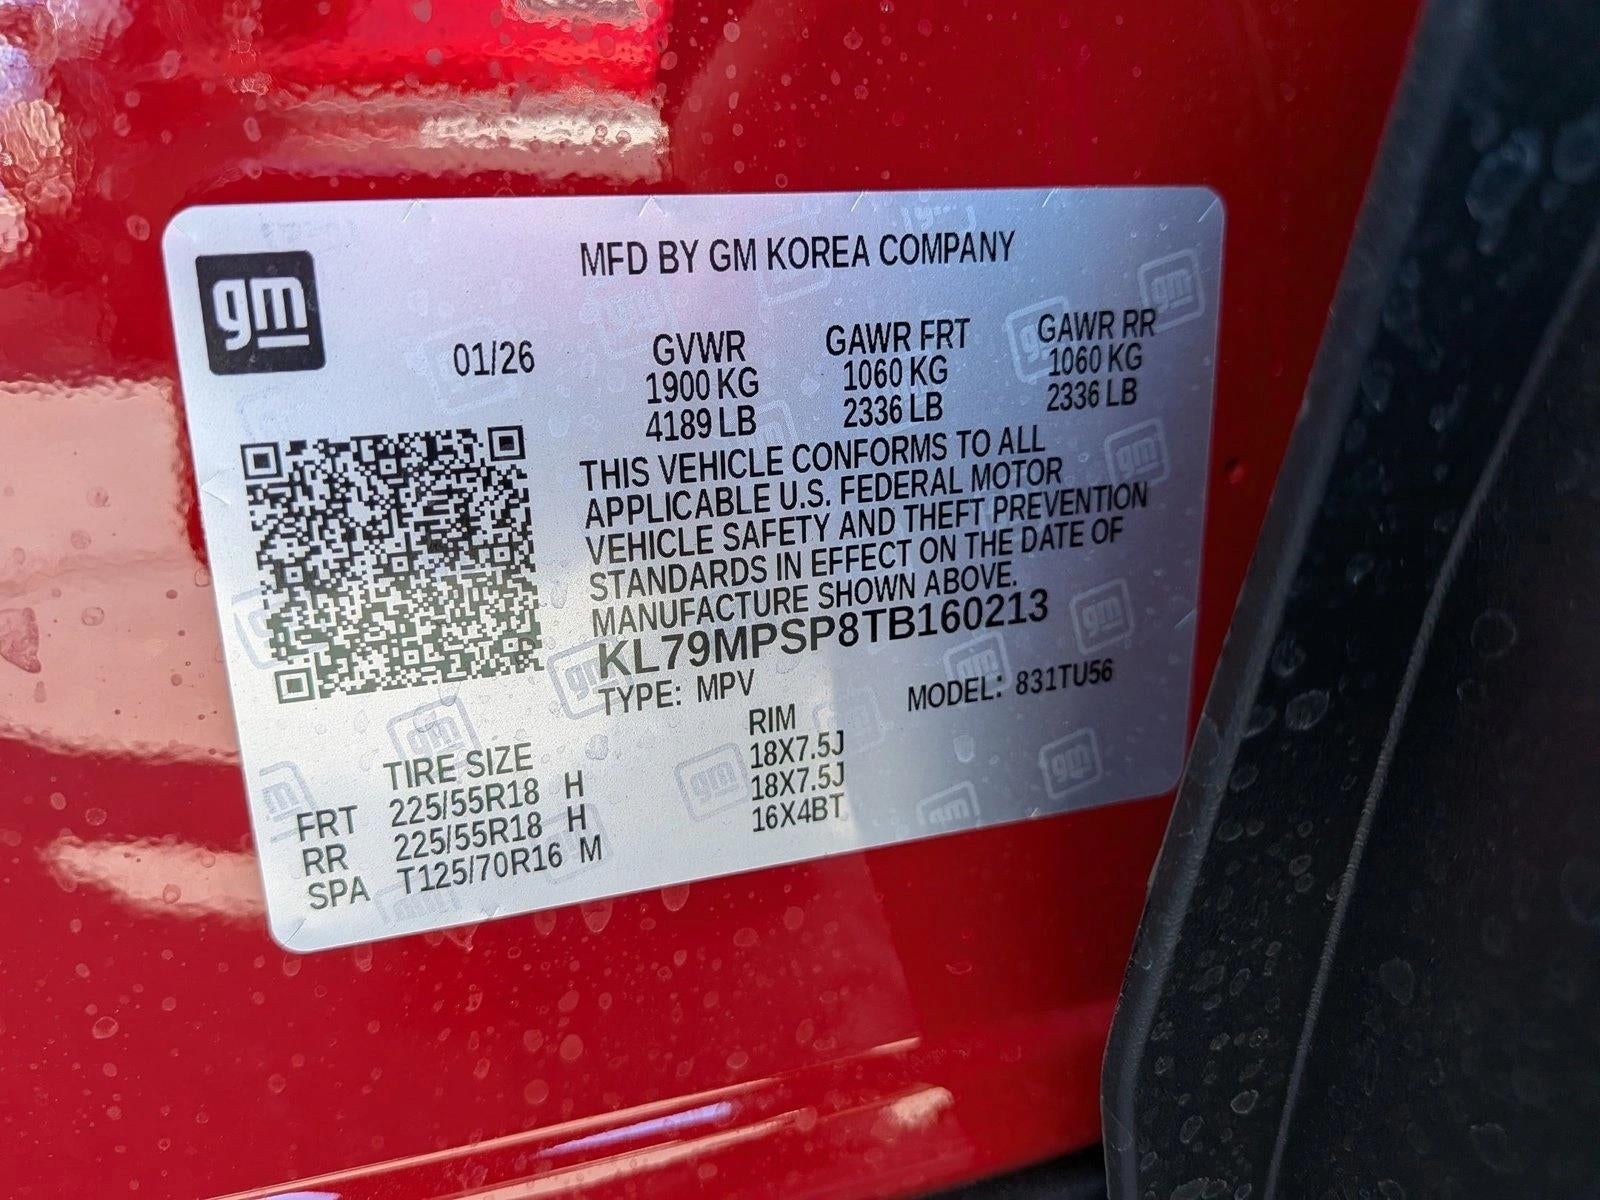 gm
MFD BY GM KOREA COMPANY
01/26
GVWR GAWR FRT GAWR RR
1900 KG 1060 KG 1060 KG
4189 LB 2336 LB 2336 LB
THIS VEHICLE CONFORMS TO ALL
APPLICABLE U.S. FEDERAL MOTOR
VEHICLE SAFETY AND THEFT PREVENTION
STANDARDS IN EFFECT ON THE DATE OF
MANUFACTURE SHOWN ABOVE.
KL79MPSP8TB160213
TYPE: MPV MODEL: 831TU56
TIRE SIZE RIM
FRT 225/55R18 H 18X7.5J
RR 225/55R18 H 18X7.5J
SPA T125/70R16 M 16X4BT